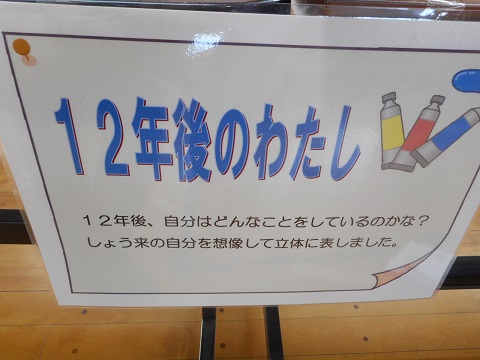 １２年後のわたし
１２年後、自分はどんなことをしているのかな？
しょう来の自分を想像して立体に表しました。